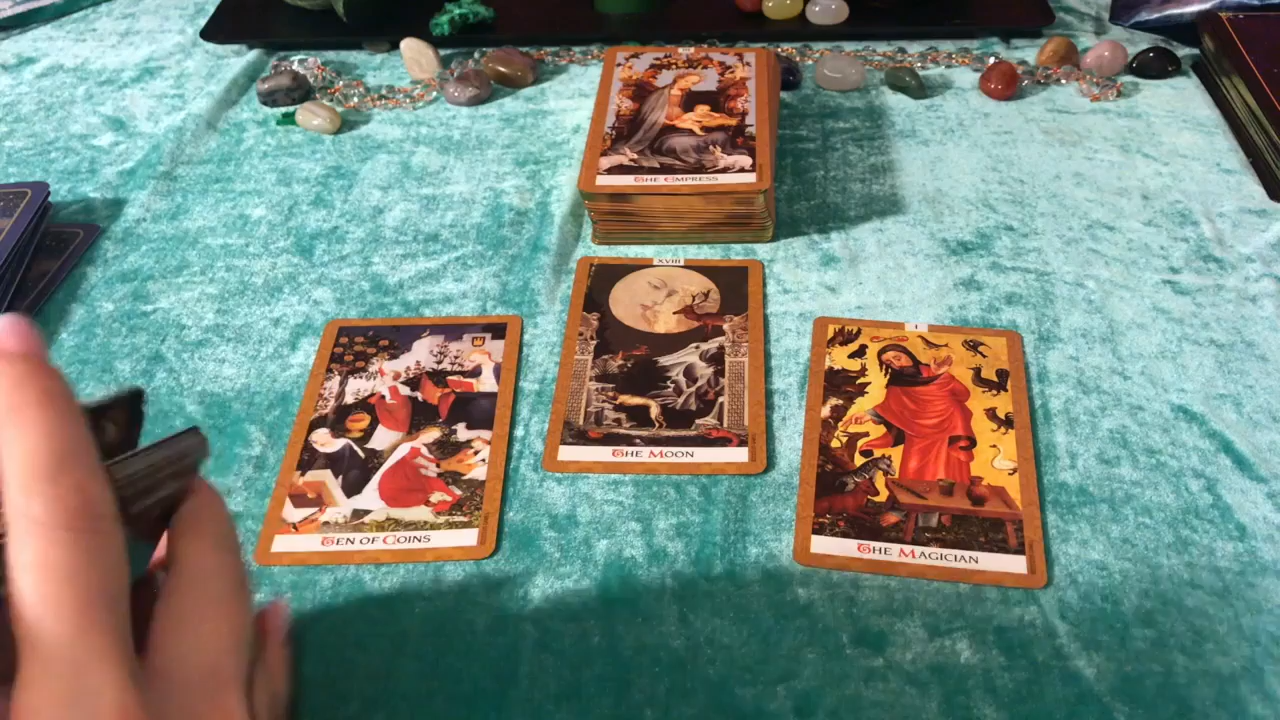 THE EMPRESS
XVIII
THE MOON
TEN OF COINS
I
THE MAGICIAN